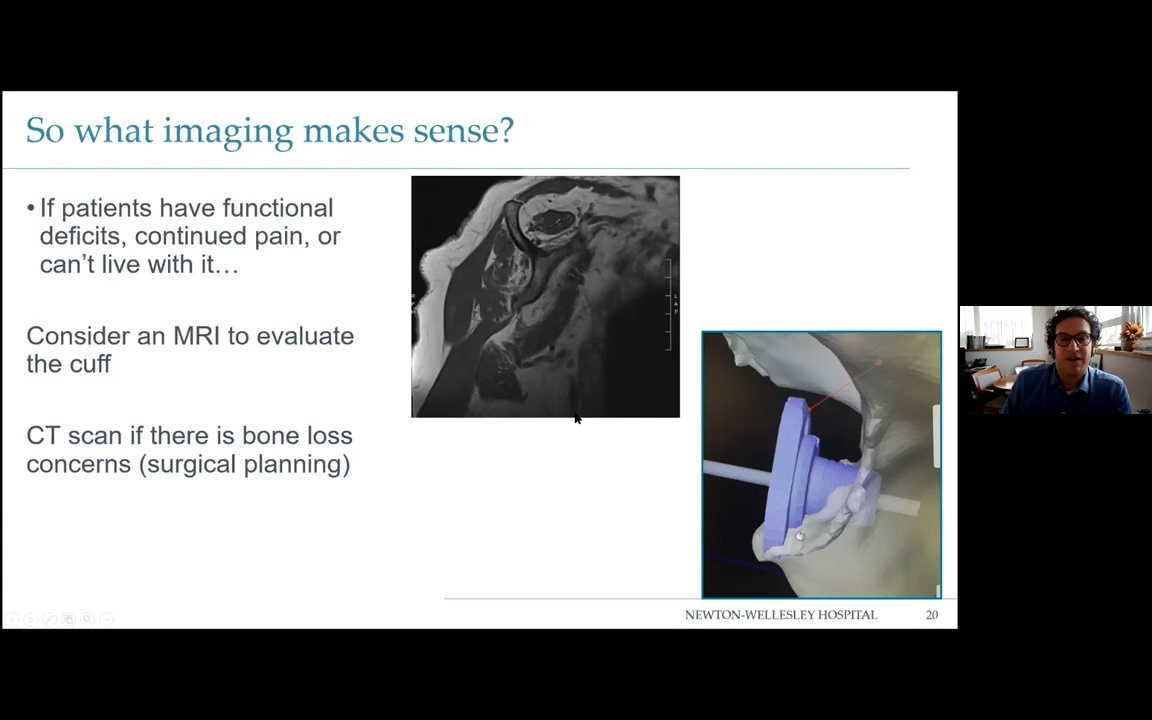 So what imaging makes sense?
• If patients have functional
deficits, continued pain, or
can't live with it…
Consider an MRI to evaluate
the cuff
CT scan if there is bone loss
concerns (surgical planning)
NEWTON-WELLESLEY HOSPITAL 20